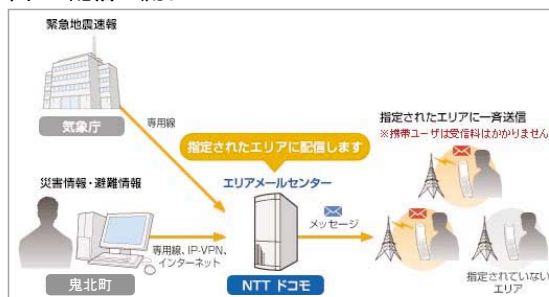 緊急地震速報
気象庁
専用線
指定されたエリアに配信します
エリアメールセンター
災害情報・避難情報
鬼北町
専用線、IP-VPN、
インターネット
NTT ドコモ
メッセージ
指定されたエリアに一斉送信
※携帯ユーザは受信料はかかりません
指定されていない
エリア